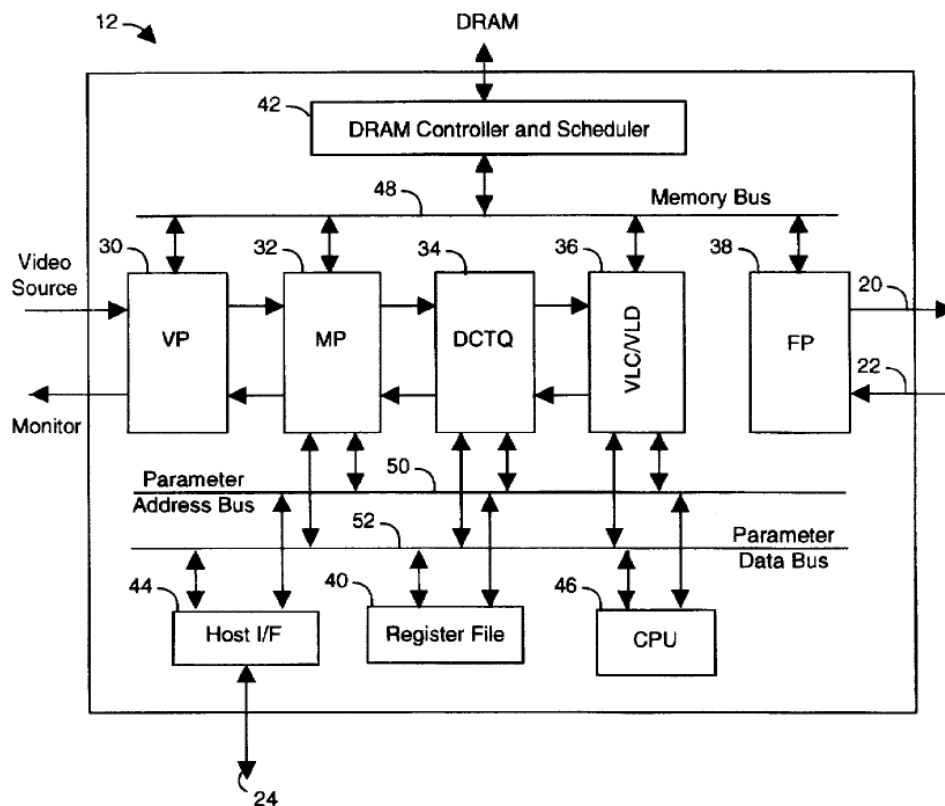 12
DRAM
42
DRAM Controller and Scheduler
48
Memory Bus
30
32
34
36
38
Video
Source
20
VP
MP
DCTQ
VLC/VLD
FP
22
Monitor
50
Parameter
Address Bus
52
Parameter
Data Bus
44
40
46
Host I/F
Register File
CPU
24